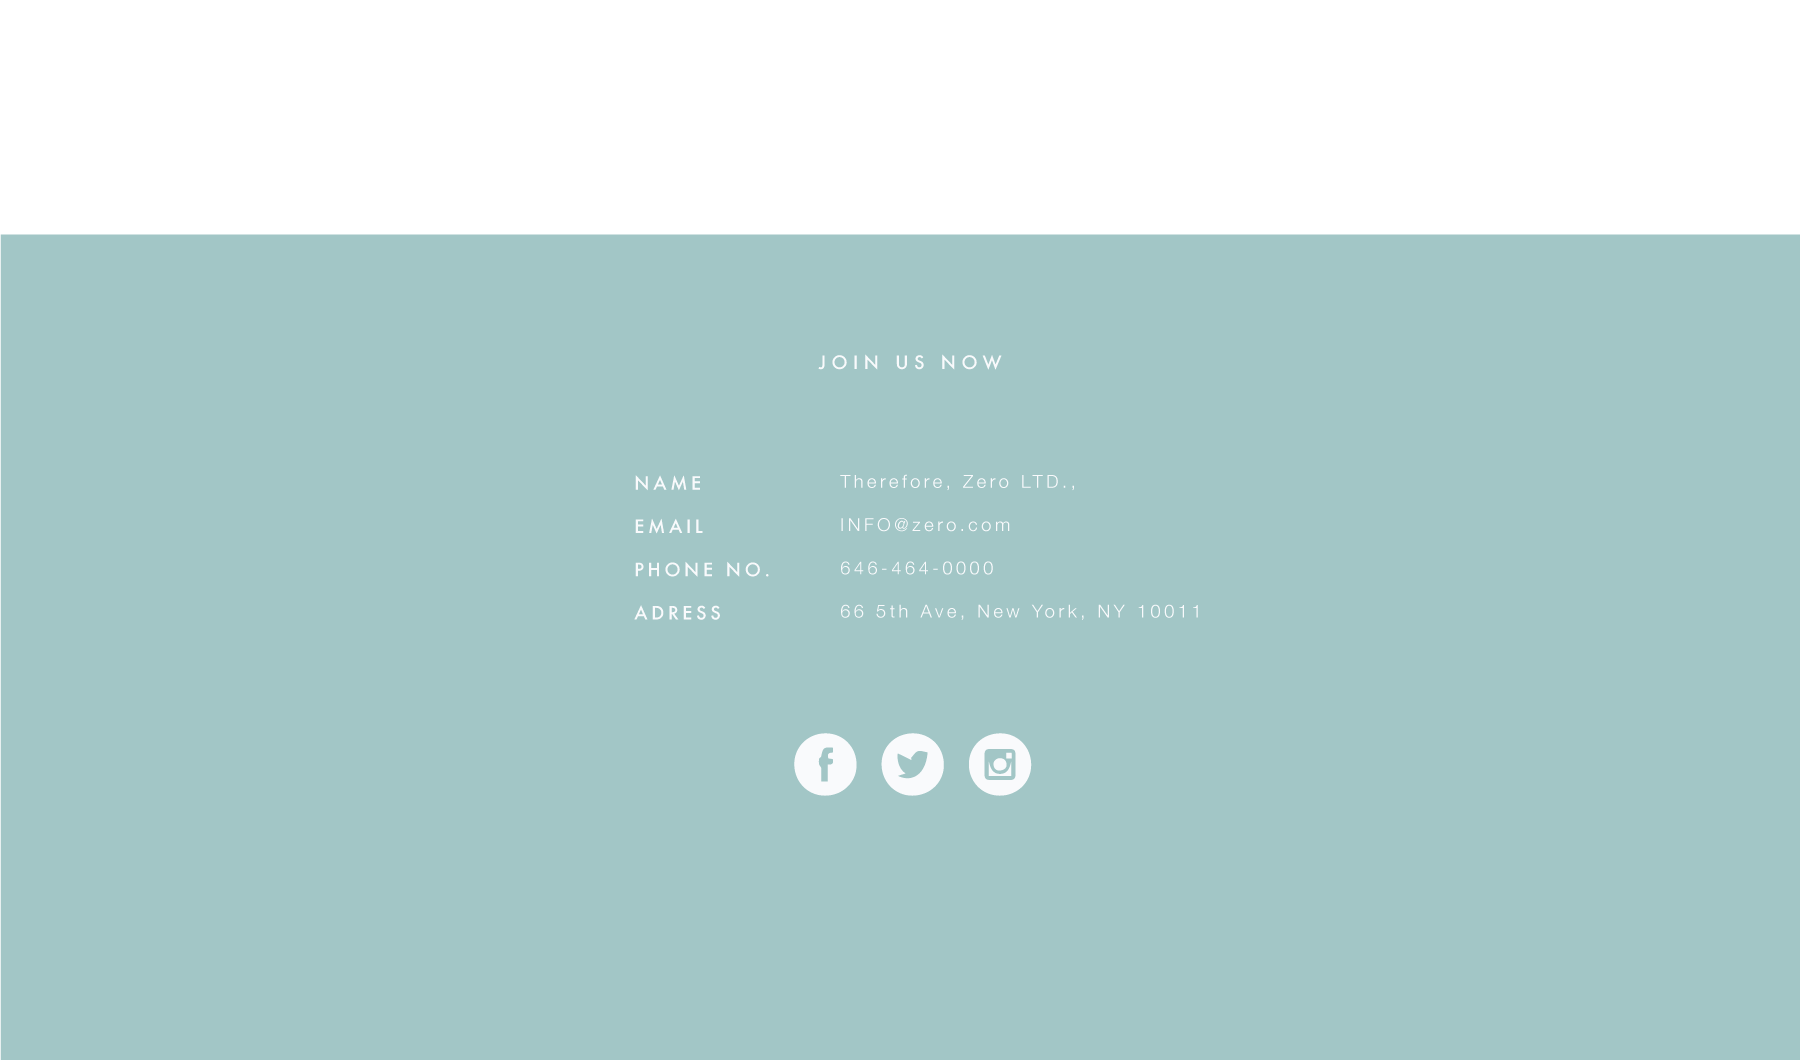 JOIN US NOW
NAME Therefore, Zero LTD.,
EMAIL INFO@zero.com
PHONE NO. 646-464-0000
ADRESS 66 5th Ave, New York, NY 10011